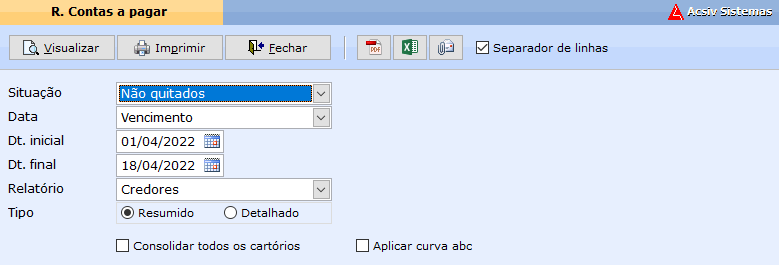 R. Contas a pagar
Acsiv Sistemas
Visualizar Imprimir Fechar PDF Separador de linhas
Situação Não quitados
Data Vencimento
Dt. inicial 01/04/2022
Dt. final 18/04/2022
Relatório Credores
Tipo Resumido Detalhado
Consolidar todos os cartórios Aplicar curva abc